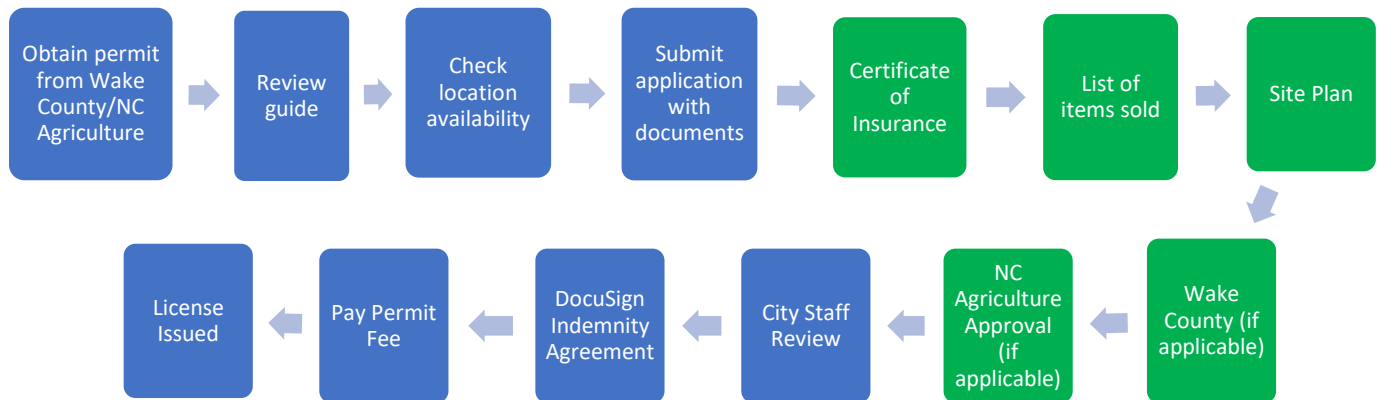 Obtain permit
from Wake
County/NC
Agriculture
Review
guide
Check
location
availability
Submit
application
with
documents
Certificate
of
Insurance
List of
items sold
Site Plan
Wake
County (if
applicable)
NC
Agriculture
Approval
(if
applicable)
City Staff
Review
DocuSign
Indemnity
Agreement
Pay Permit
Fee
License
Issued